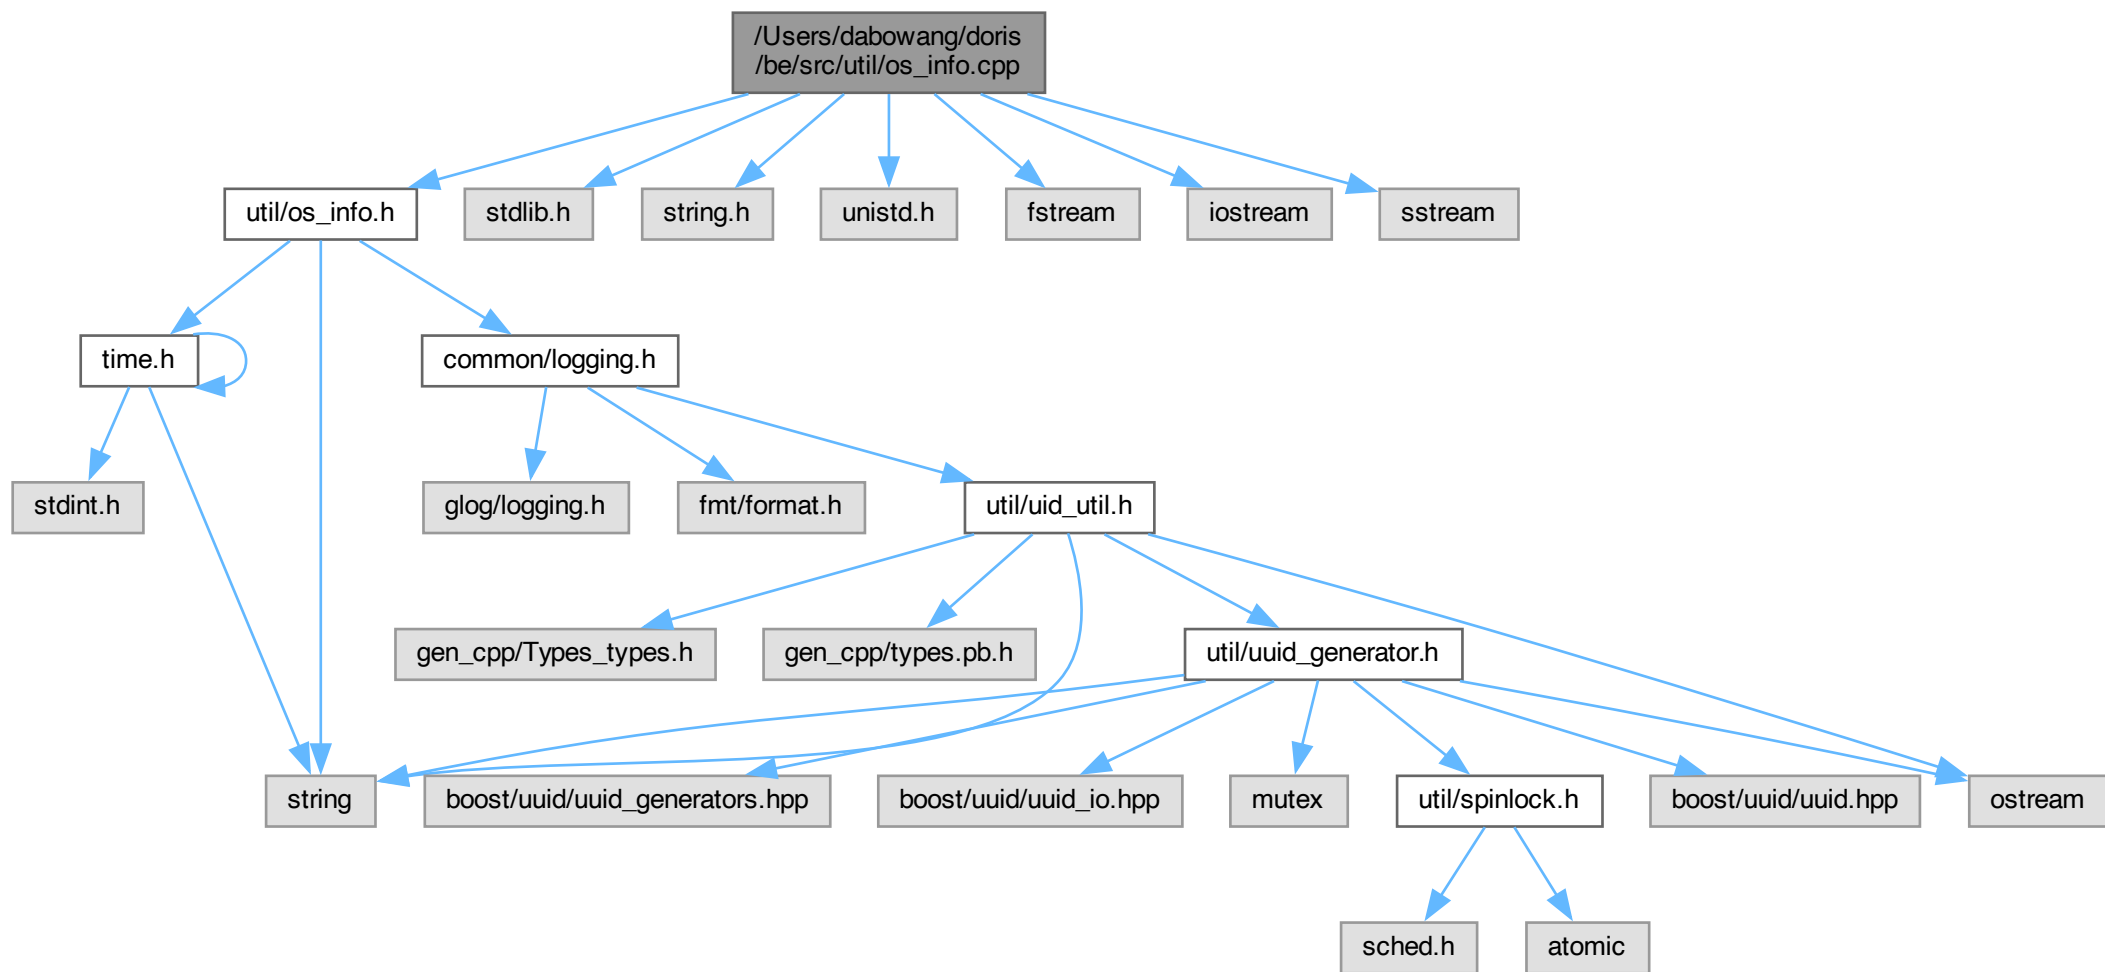 /Users/dabowang/doris
/be/src/util/os_info.cpp
util/os_info.h
stdlib.h
string.h
unistd.h
fstream
iostream
sstream
time.h
common/logging.h
stdint.h
glog/logging.h
fmt/format.h
util/uid_util.h
gen_cpp/Types_types.h
gen_cpp/types.pb.h
util/uuid_generator.h
string
boost/uuid/uuid_generators.hpp
boost/uuid/uuid_io.hpp
mutex
util/spinlock.h
boost/uuid/uuid.hpp
ostream
sched.h
atomic